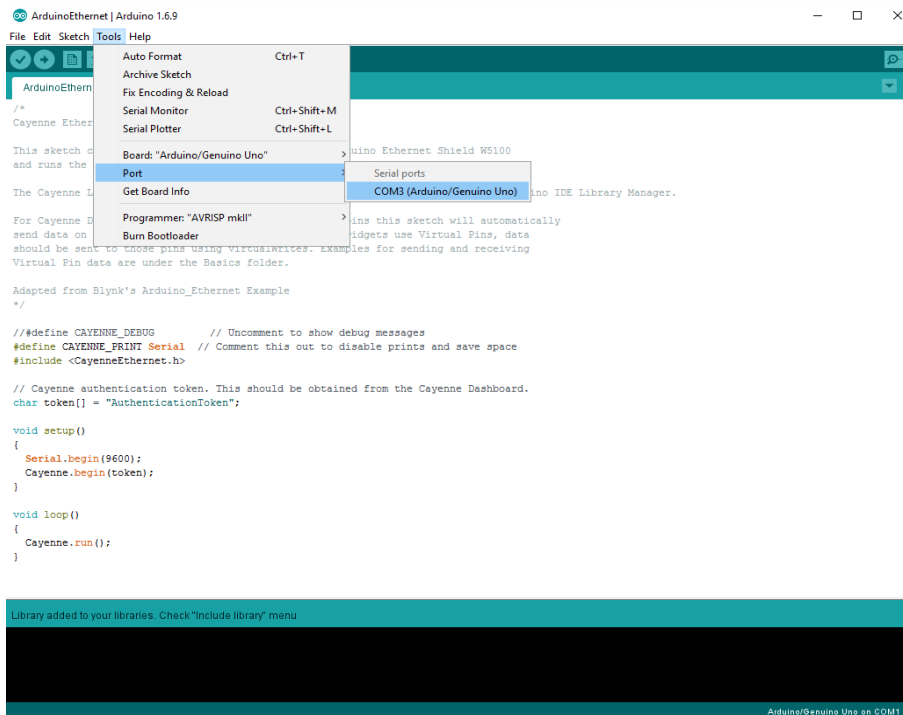 ArduinoEthernet | Arduino 1.6.9
File Edit Sketch Tools Help
ArduinoEthern
Auto Format Ctrl+T
Archive Sketch
Fix Encoding & Reload
Serial Monitor Ctrl+Shift+M
Serial Plotter Ctrl+Shift+L
Board: "Arduino/Genuino Uno"
Port
Get Board Info
Programmer: "AVRISP mkII"
Burn Bootloader
Serial ports
COM3 (Arduino/Genuino Uno)
/*
Cayenne Ether
This sketch c uino Ethernet Shield W5100
and runs the
The Cayenne L ino IDE Library Manager.
For Cayenne D ins this sketch will automatically
send data on idgets use Virtual Pins, data
should be sent to those pins using VirtualWrites. Examples for sending and receiving
Virtual Pin data are under the Basics folder.
Adapted from Blynk's Arduino_Ethernet Example
*/
//#define CAYENNE_DEBUG // Uncomment to show debug messages
#define CAYENNE_PRINT Serial // Comment this out to disable prints and save space
#include <CayenneEthernet.h>
// Cayenne authentication token. This should be obtained from the Cayenne Dashboard.
char token[] = "AuthenticationToken";
void setup()
{
Serial.begin(9600);
Cayenne.begin(token);
}
void loop()
{
Cayenne.run();
}
Library added to your libraries. Check "Include library" menu
Arduino/Genuino Uno on COM1